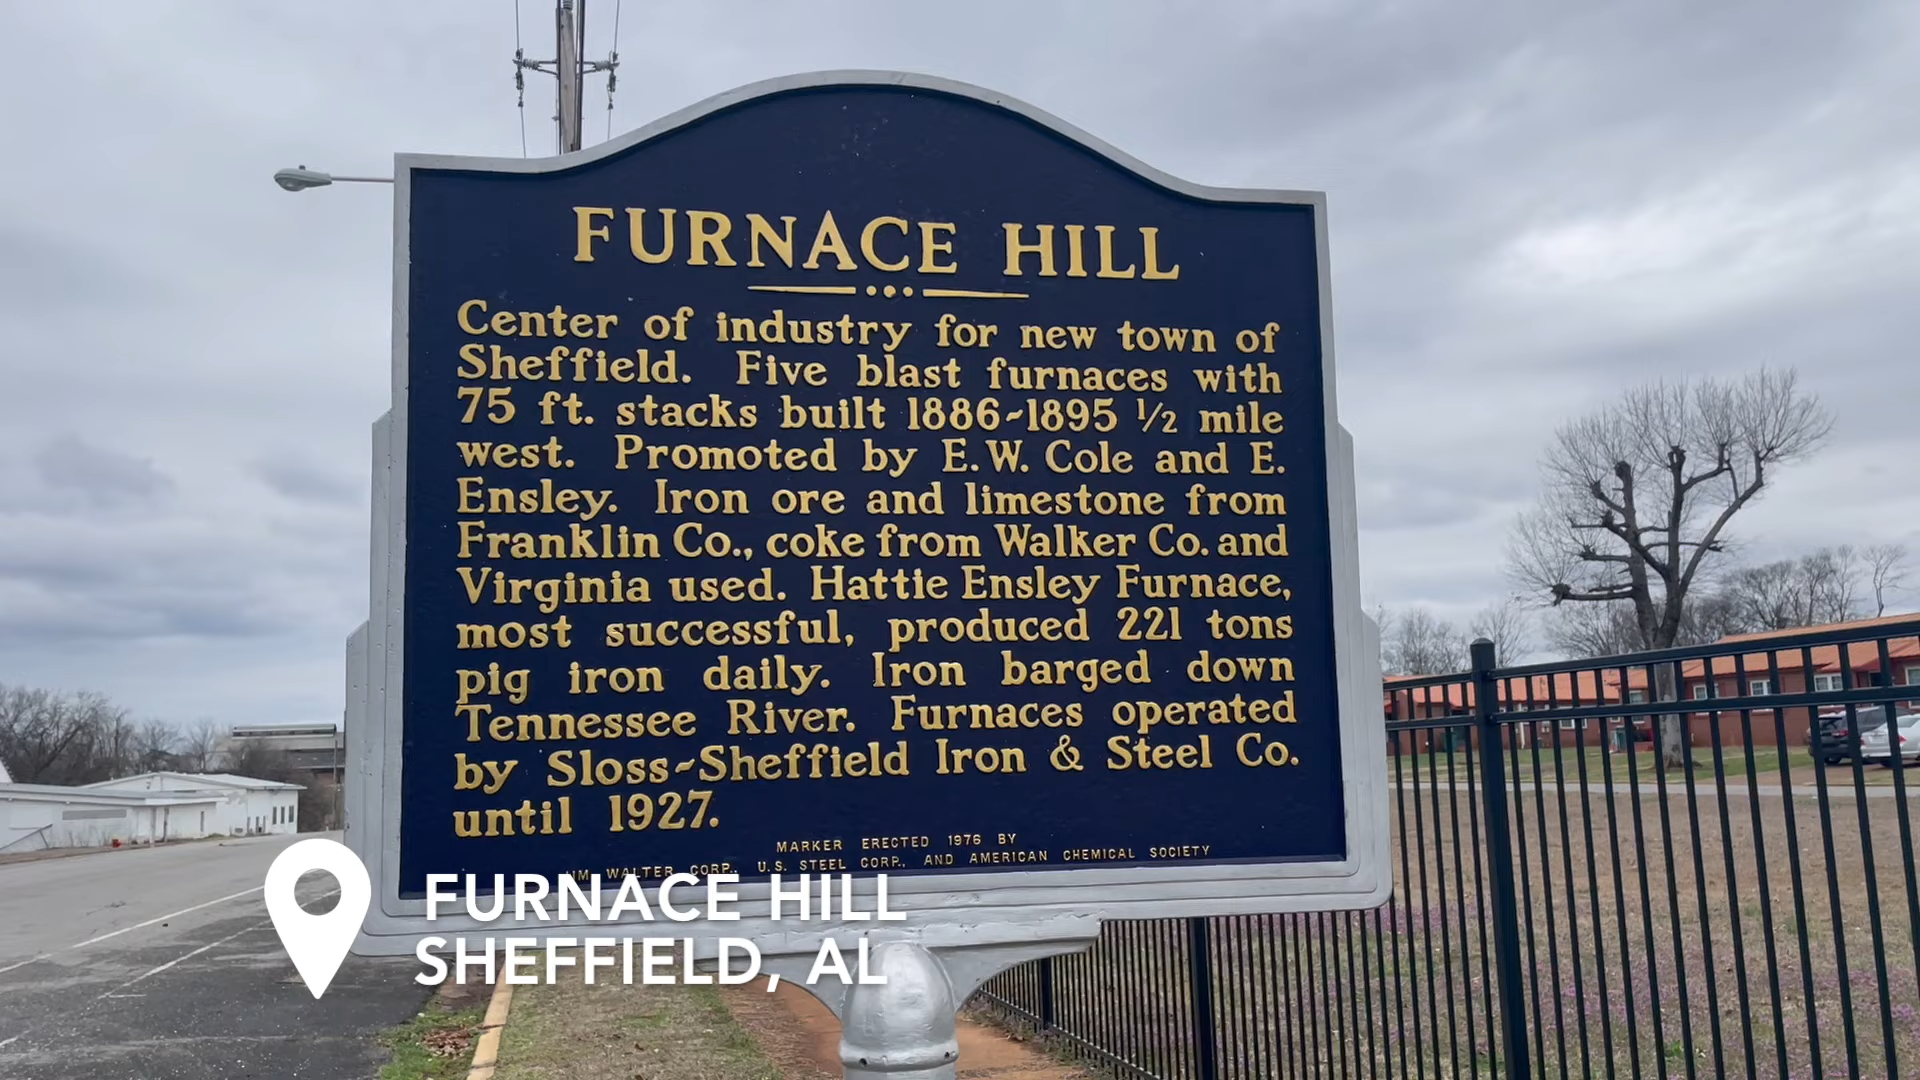 FURNACE HILL
Center of industry for new town of
Sheffield. Five blast furnaces with
75 ft. stacks built 1886-1895 ½ mile
west. Promoted by E.W. Cole and E.
Ensley. Iron ore and limestone from
Franklin Co., coke from Walker Co. and
Virginia used. Hattie Ensley Furnace,
most successful, produced 221 tons
pig iron daily. Iron barged down
Tennessee River. Furnaces operated
by Sloss-Sheffield Iron & Steel Co.
until 1927.
MARKER ERECTED 1976 BY
JIM WALTER CORP., U.S. STEEL CORP., AND AMERICAN CHEMICAL SOCIETY
FURNACE HILL
SHEFFIELD, AL